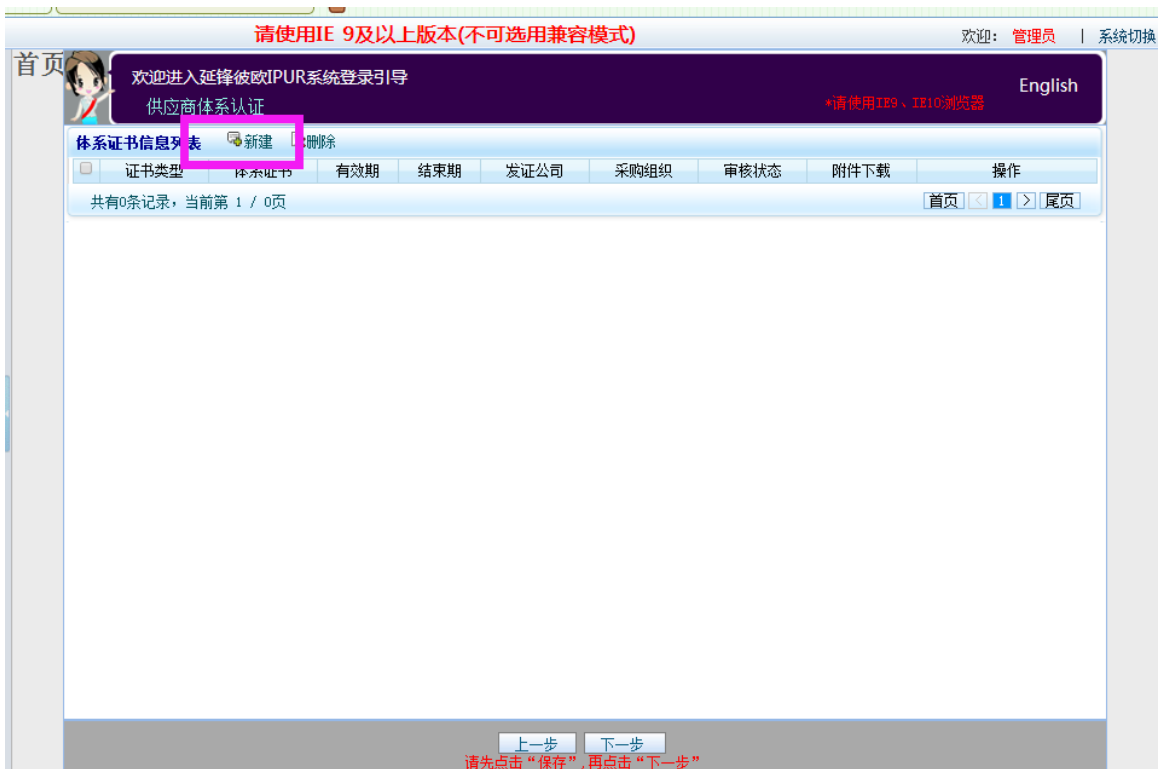 请使用IE 9及以上版本(不可选用兼容模式)
欢迎： 管理员 | 系统切换
首页
欢迎进入延锋彼欧IPUR系统登录引导
English
供应商体系认证
*请使用IE9、IE10浏览器
体系证书信息列表 新建 删除
证书类型 体系证书 有效期 结束期 发证公司 采购组织 审核状态 附件下载 操作
共有0条记录，当前第 1 / 0页 首页 < 1 > 尾页
上一步 下一步
请先点击“保存”,再点击“下一步”